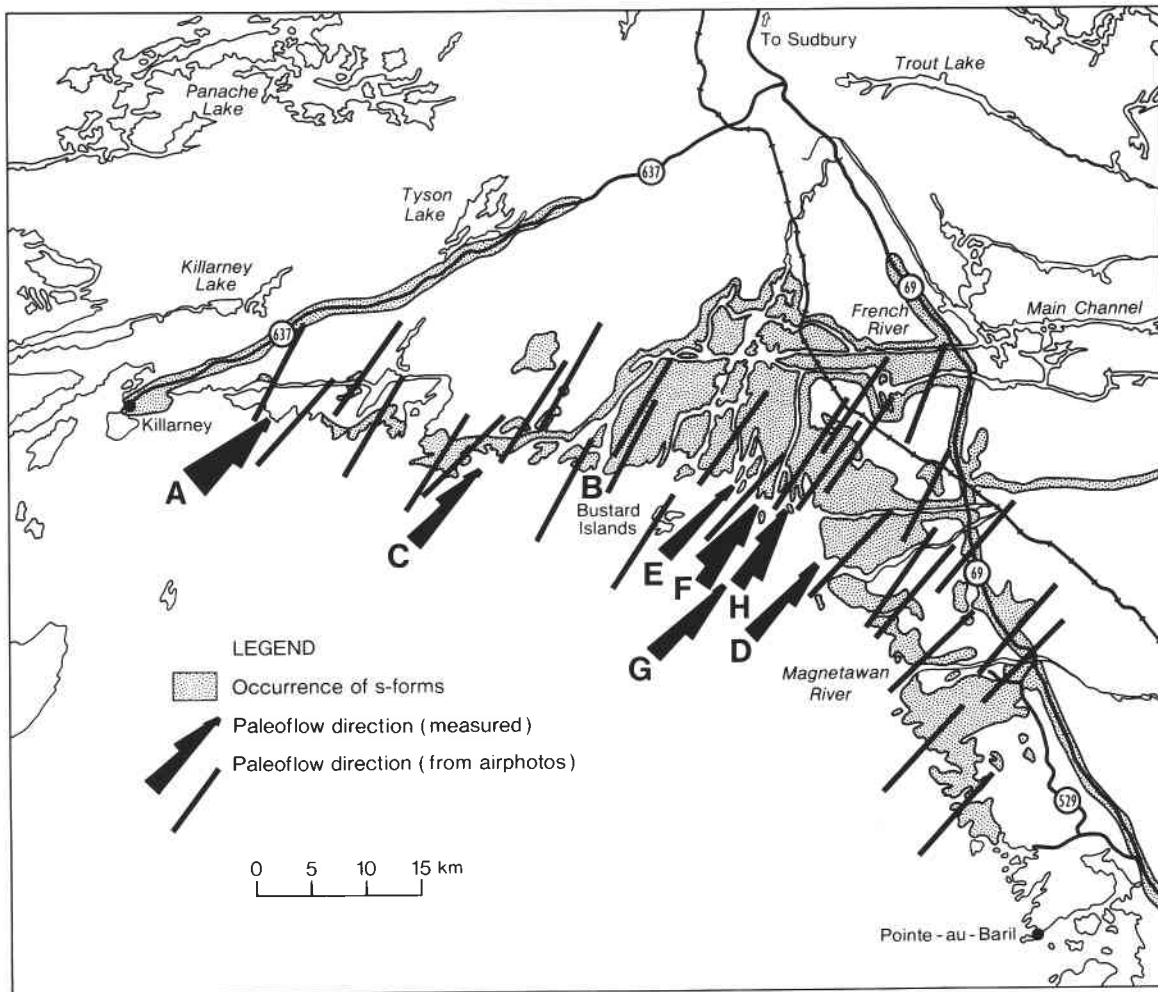 To Sudbury
Trout Lake
Panache
Lake
637
Tyson
Lake
Killarney
Lake
69
French
River
Main Channel
637
Killarney
A
B
Bustard
Islands
C
E
F
H
D
G
69
LEGEND
Occurrence of s-forms
Paleoflow direction (measured)
Paleoflow direction (from airphotos)
Magnetawan
River
529
0 5 10 15 km
Pointe-au-Baril